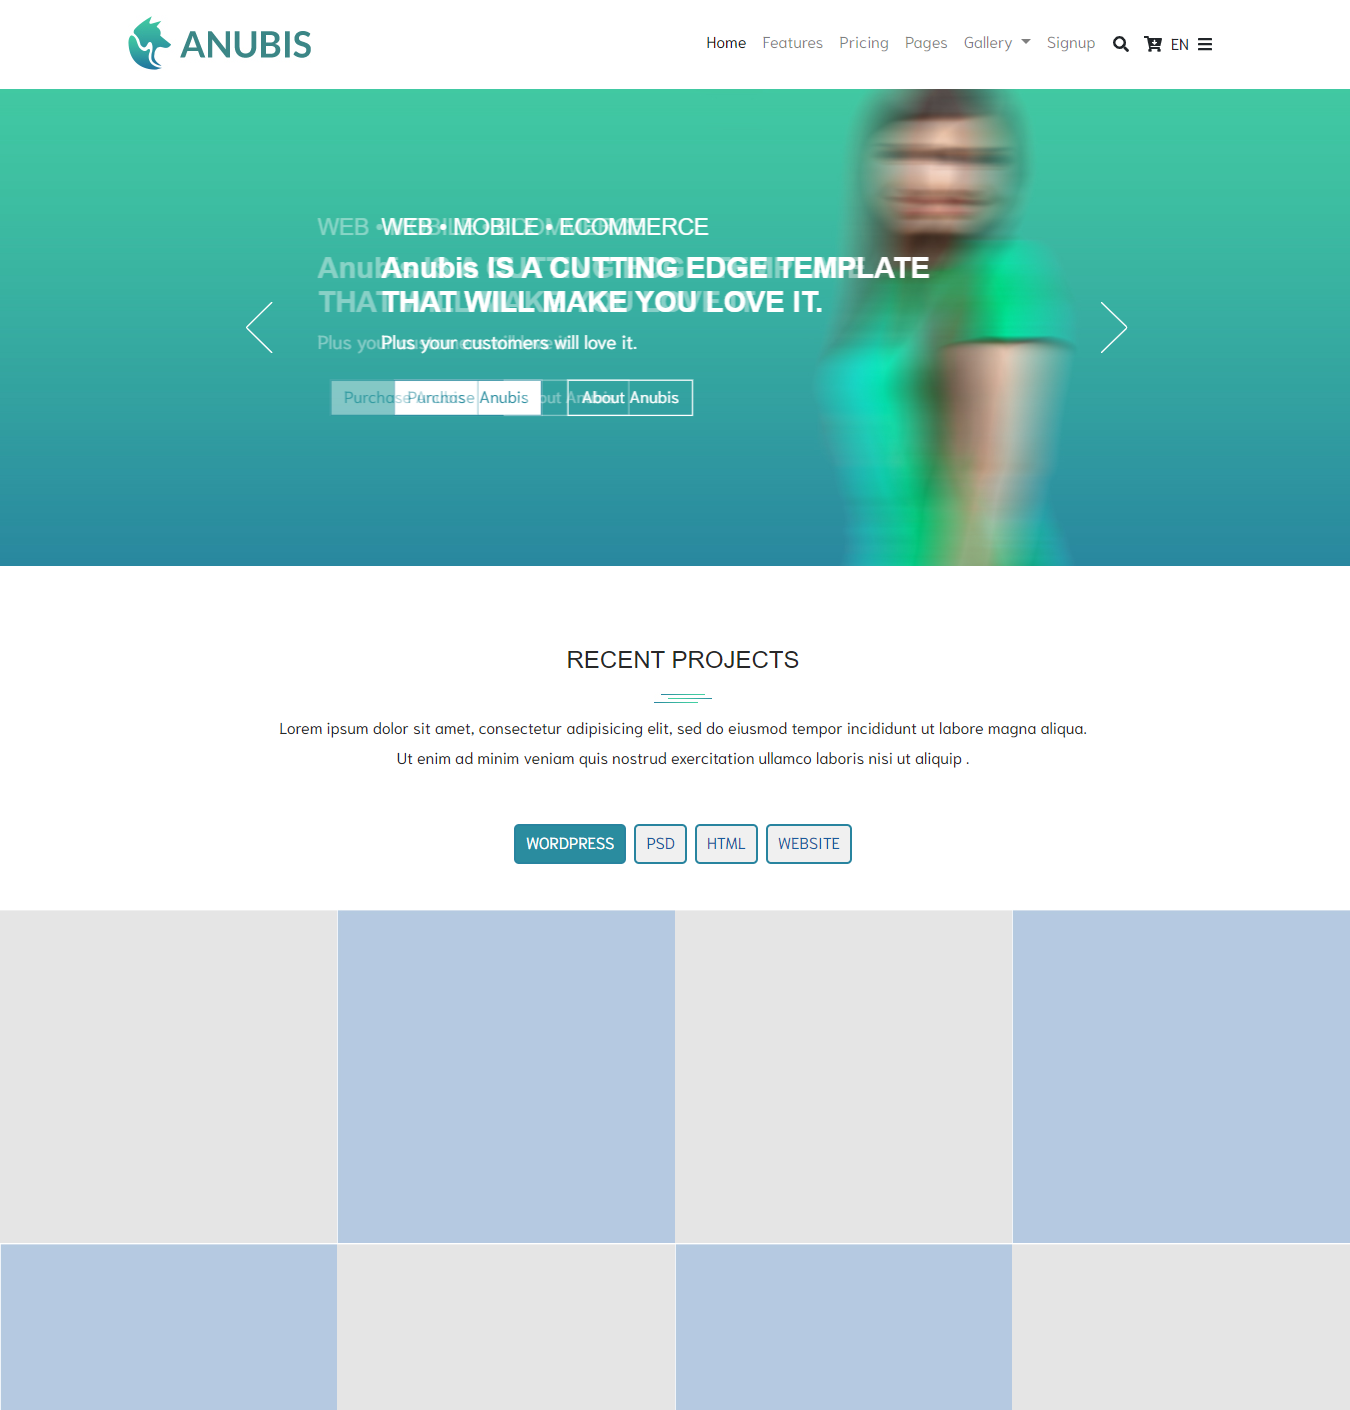 ANUBIS
Home Features Pricing Pages Gallery Signup EN
WEB • MOBILE • ECOMMERCE
Anubis IS A CUTTING EDGE TEMPLATE
THAT WILL MAKE YOU LOVE IT.
Plus your customers will love it.
Purchase Anubis About Anubis
RECENT PROJECTS
Lorem ipsum dolor sit amet, consectetur adipisicing elit, sed do eiusmod tempor incididunt ut labore magna aliqua.
Ut enim ad minim veniam quis nostrud exercitation ullamco laboris nisi ut aliquip .
WORDPRESS PSD HTML WEBSITE